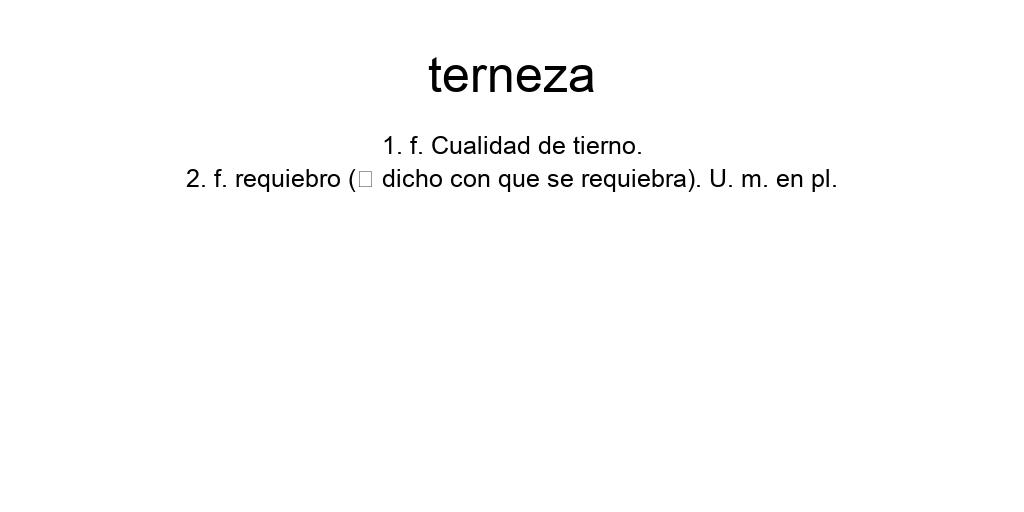 terneza
1. f. Cualidad de tierno.
2. f. requiebro (□ dicho con que se requiebra). U. m. en pl.